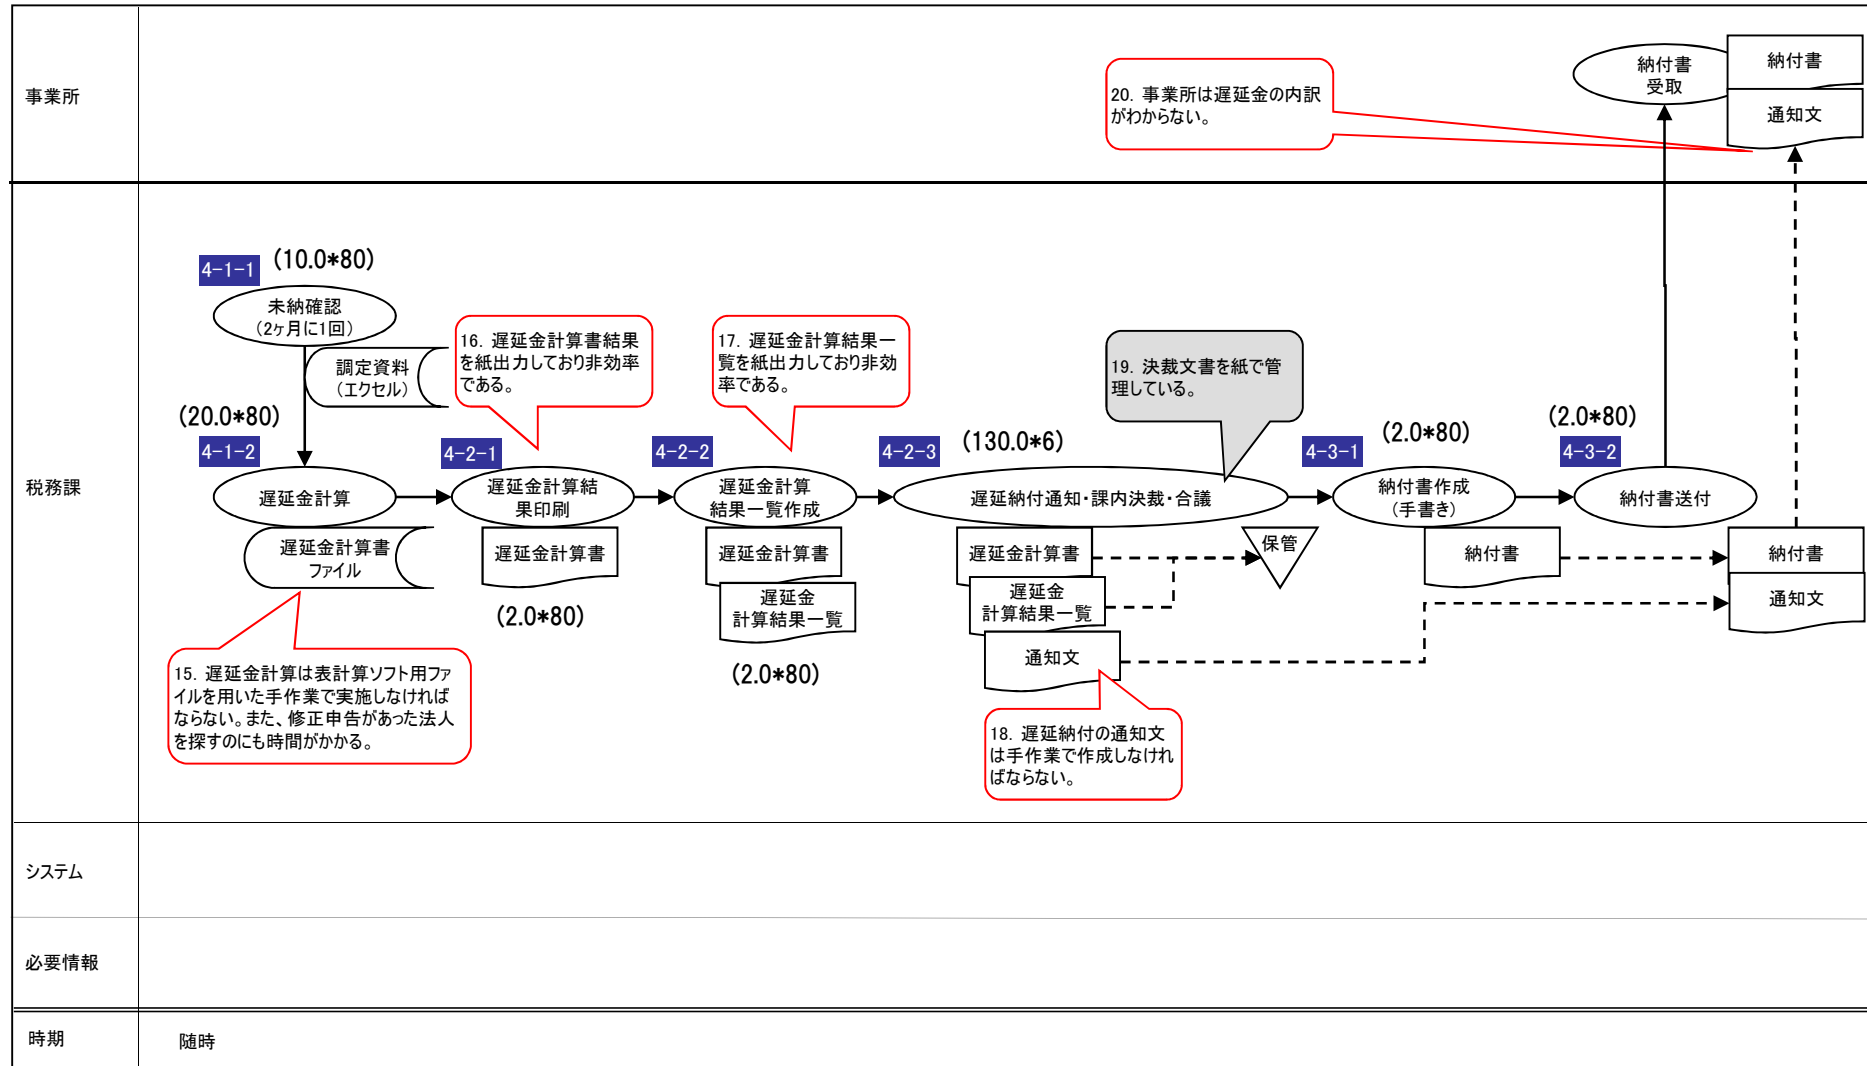 事業所
20. 事業所は遅延金の内訳
がわからない。
納付書
受取
納付書
通知文
税務課
4-1-1
(10.0*80)
未納確認
(2ヶ月に1回)
調定資料
(エクセル)
(20.0*80)
4-1-2
遅延金計算
遅延金計算書
ファイル
15. 遅延金計算は表計算ソフト用ファ
イルを用いた手作業で実施しなければ
ならない。また、修正申告があった法人
を探すのにも時間がかかる。
16. 遅延金計算書結果
を紙出力しており非効率
である。
4-2-1
遅延金計算結
果印刷
遅延金計算書
(2.0*80)
17. 遅延金計算結果一
覧を紙出力しており非効
率である。
4-2-2
遅延金計算
結果一覧作成
遅延金計算書
遅延金
計算結果一覧
(2.0*80)
4-2-3
(130.0*6)
19. 決裁文書を紙で管
理している。
遅延納付通知・課内決裁・合議
遅延金計算書
遅延金
計算結果一覧
通知文
保管
18. 遅延納付の通知文
は手作業で作成しなけれ
ばならない。
4-3-1
(2.0*80)
納付書作成
(手書き)
納付書
(2.0*80)
4-3-2
納付書送付
納付書
通知文
システム
必要情報
時期
随時